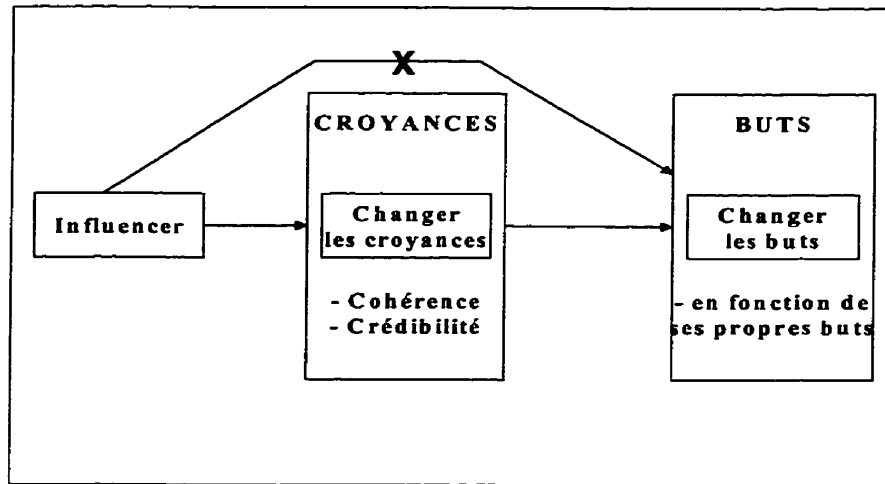 X
CROYANCES
BUTS
Influencer
Changer
les croyances
Changer
les buts
- Cohérence
- Crédibilité
- en fonction de
ses propres buts